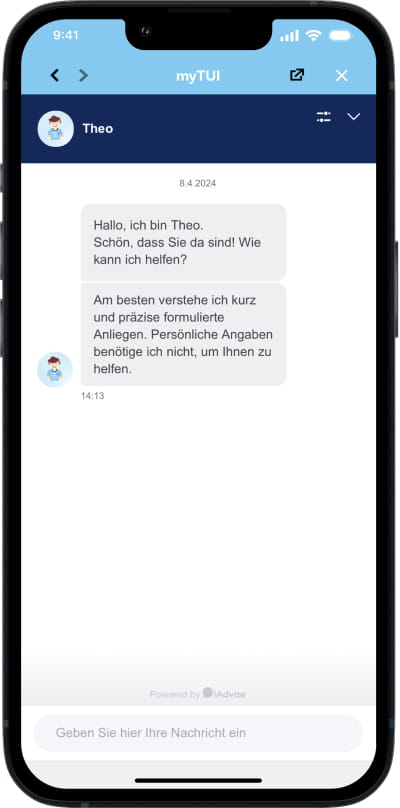 9:41
myTUI
Theo
8.4.2024
Hallo, ich bin Theo.
Schön, dass Sie da sind! Wie
kann ich helfen?
Am besten verstehe ich kurz
und präzise formulierte
Anliegen. Persönliche Angaben
benötige ich nicht, um Ihnen zu
helfen.
14:13
Powered by iAdvize
Geben Sie hier Ihre Nachricht ein